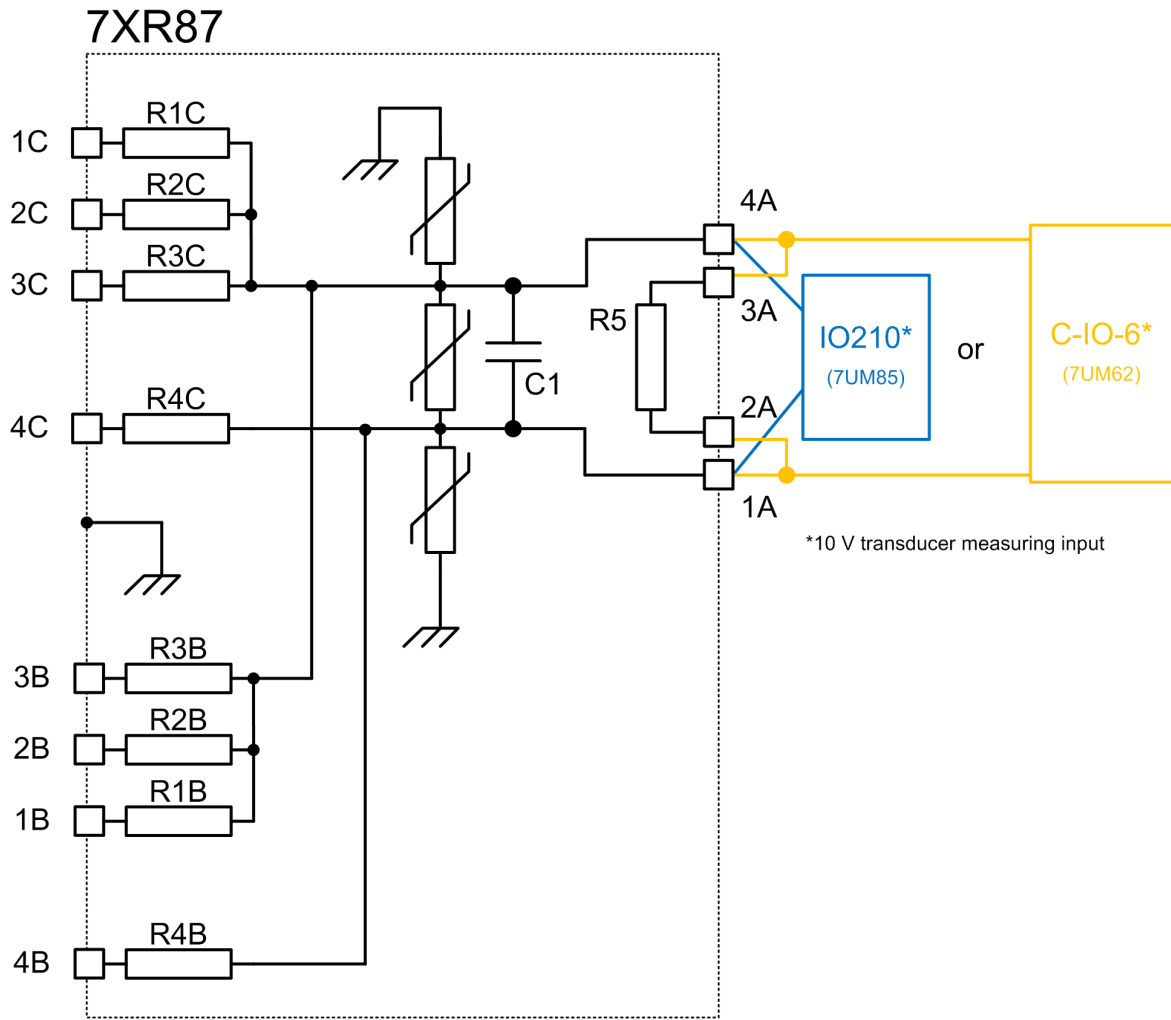 7XR87
1C
R1C
2C
R2C
3C
R3C
4C
R4C
C1
R5
4A
3A
2A
1A
IO210*
(7UM85)
or
C-IO-6*
(7UM62)
*10 V transducer measuring input
3B
R3B
2B
R2B
1B
R1B
4B
R4B